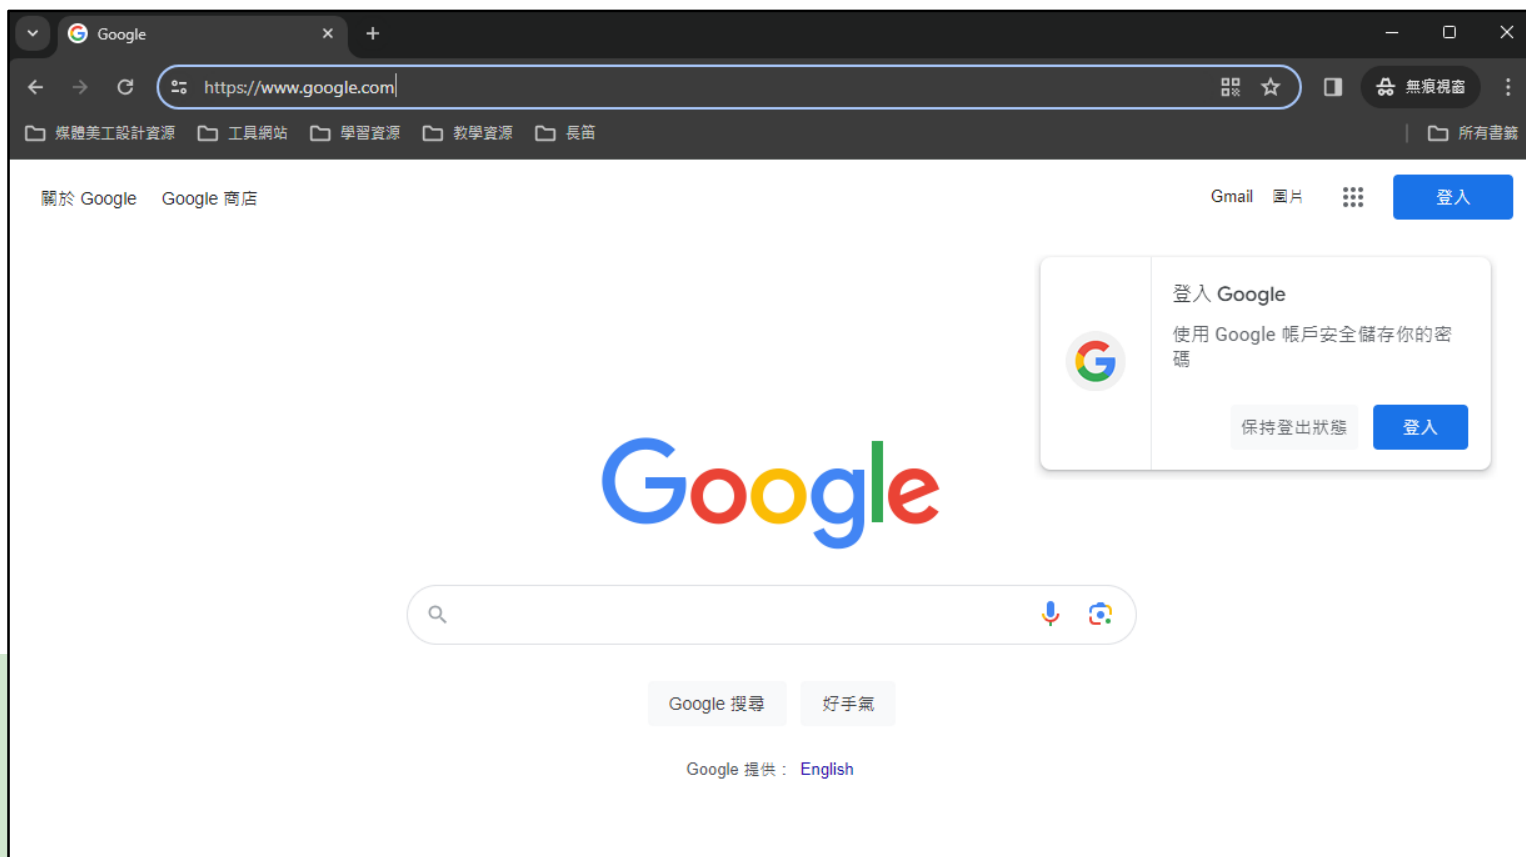 Google
https://www.google.com
無痕視窗
媒體美工設計資源 工具網站 學習資源 教學資源 長笛
所有書籤
關於 Google Google 商店
Gmail 圖片
登入
登入 Google
使用 Google 帳戶安全儲存你的密
碼
保持登出狀態 登入
Google
Google 搜尋 好手氣
Google 提供： English